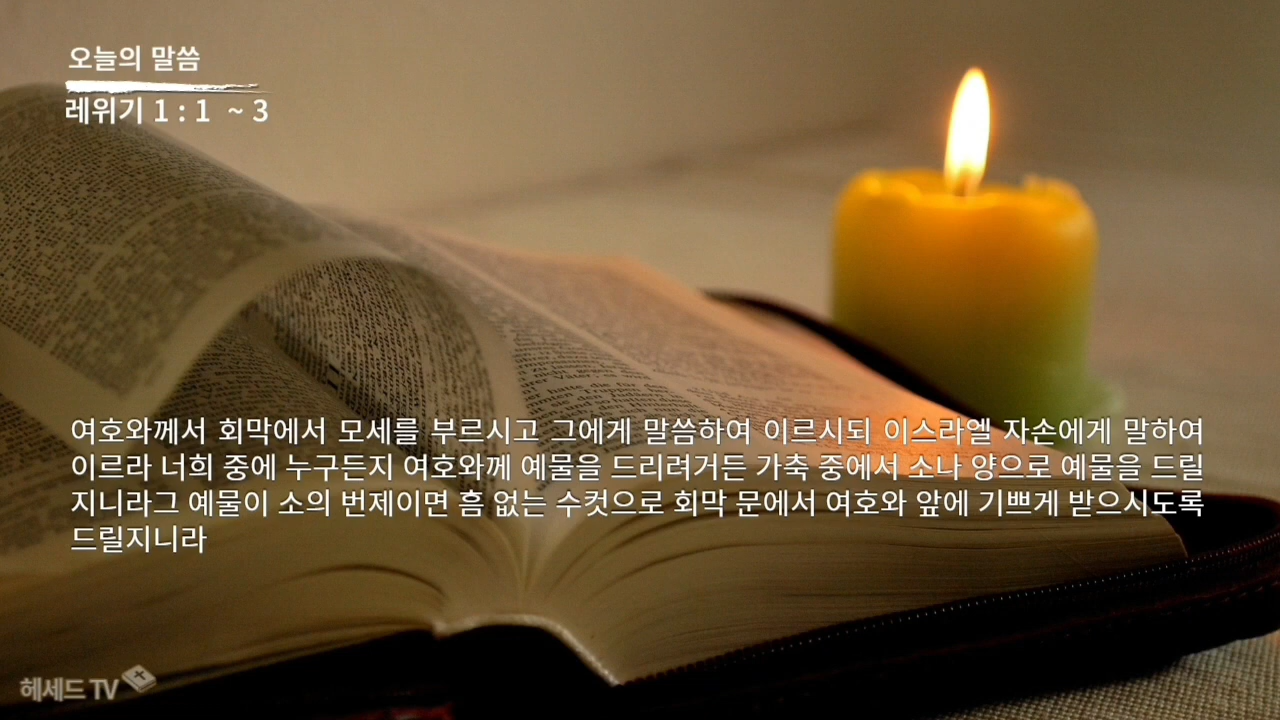 오늘의 말씀
레위기 1 : 1 ~ 3
여호와께서 회막에서 모세를 부르시고 그에게 말씀하여 이르시되 이스라엘 자손에게 말하여
이르라 너희 중에 누구든지 여호와께 예물을 드리려거든 가축 중에서 소나 양으로 예물을 드릴
지니라그 예물이 소의 번제이면 흠 없는 수컷으로 회막 문에서 여호와 앞에 기쁘게 받으시도록
드릴지니라
헤세드 TV